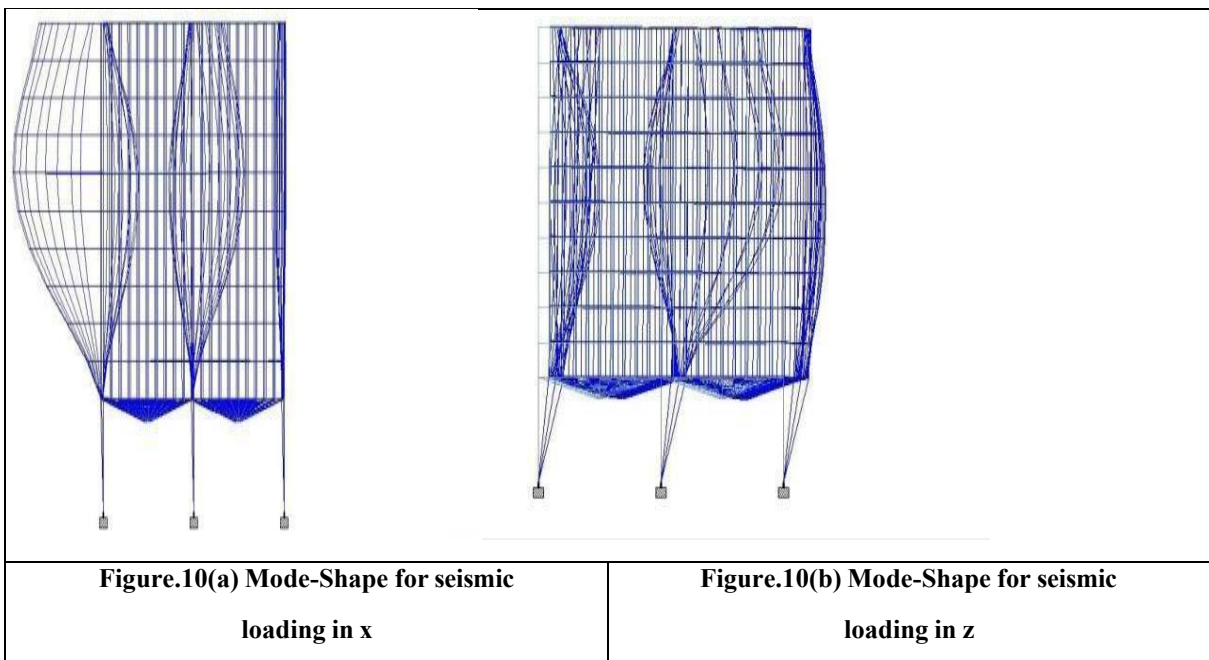 Figure.10(a) Mode-Shape for seismic
loading in x
Figure.10(b) Mode-Shape for seismic
loading in z